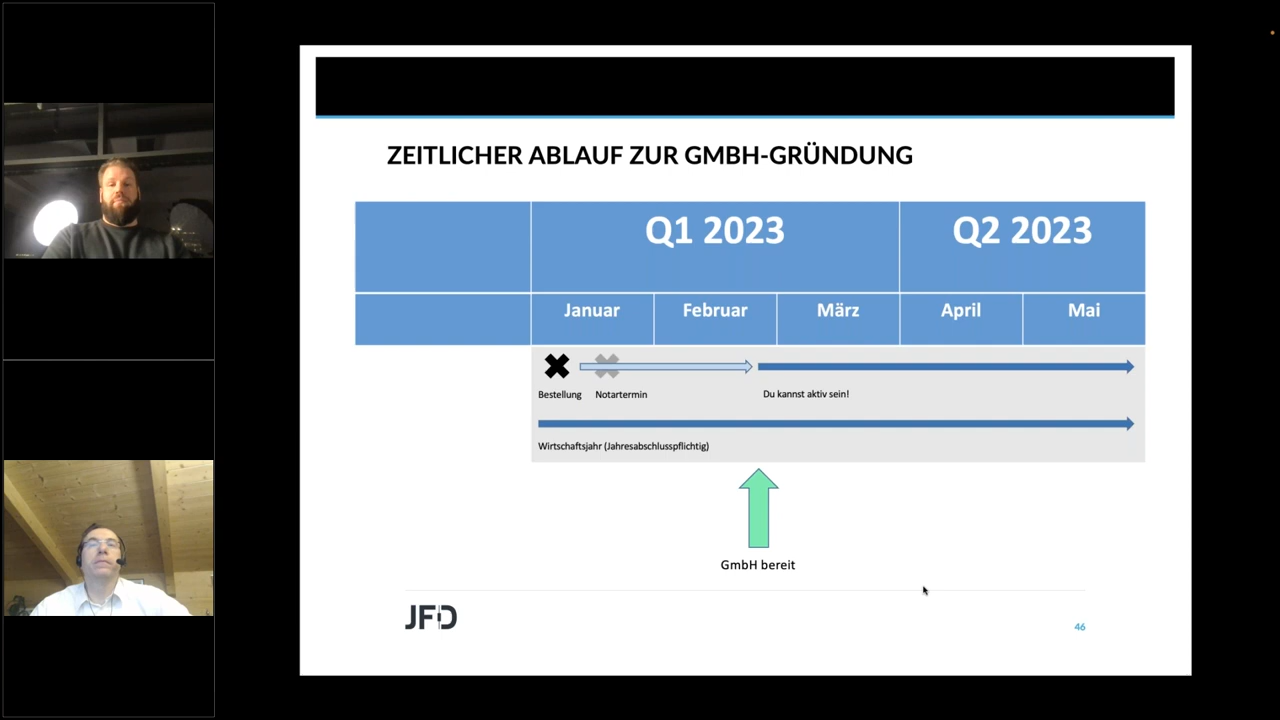 ZEITLICHER ABLAUF ZUR GMBH-GRÜNDUNG
Q1 2023
Q2 2023
Januar
Februar
März
April
Mai
Bestellung
Notartermin
Du kannst aktiv sein!
Wirtschaftsjahr (Jahresabschlusspflichtig)
GmbH bereit
JFD
46